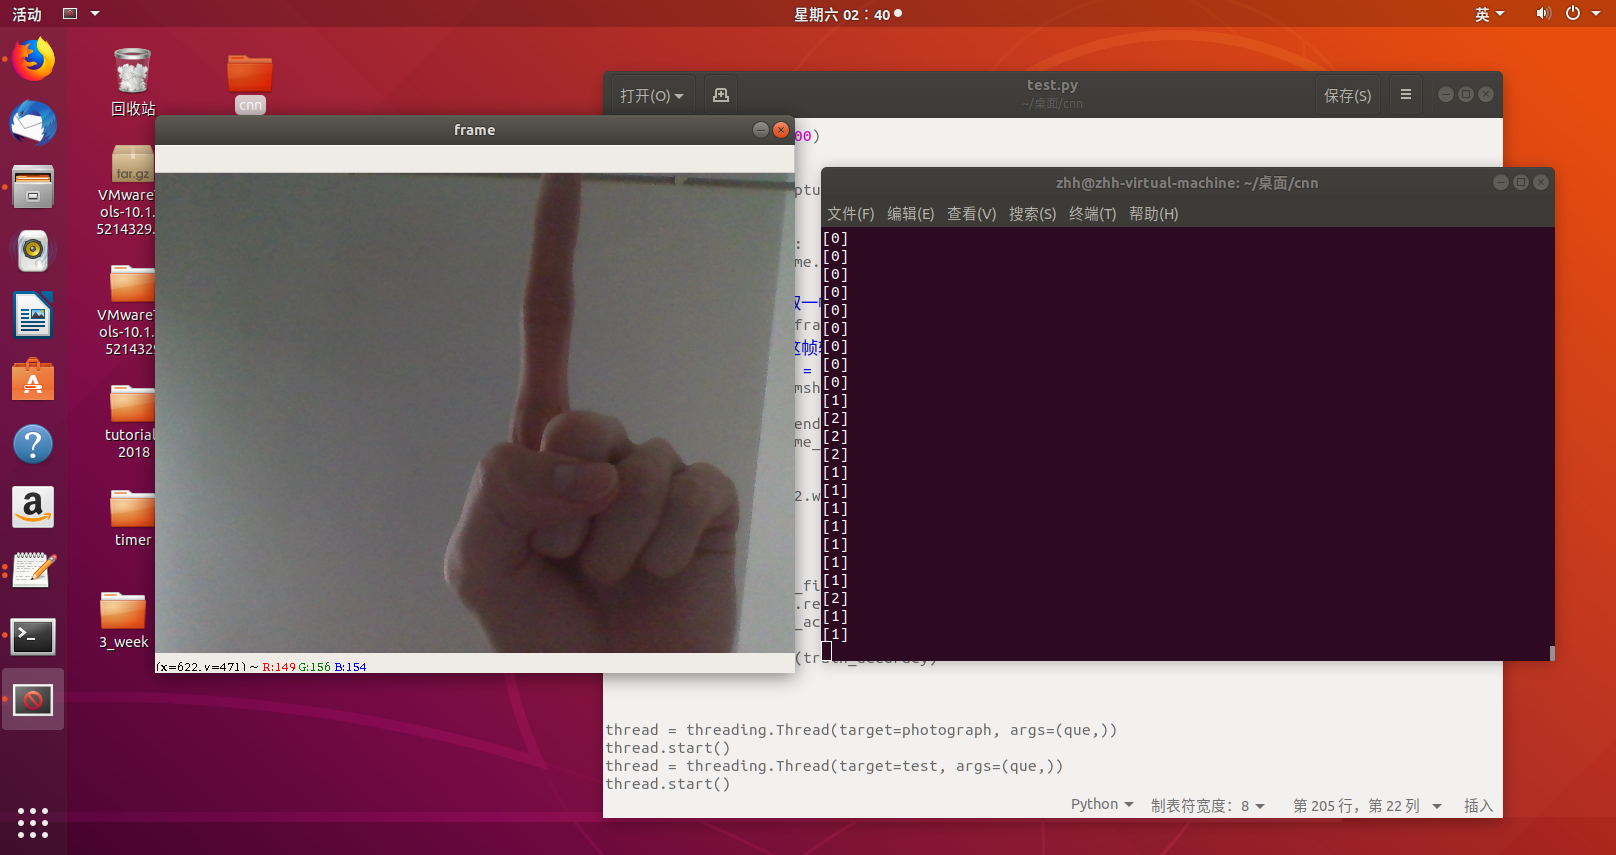 活动
星期六 02:40
英
回收站
cnn
tar.gz
VMware
ols-10.1.
5214329.
VMware
ols-10.1.
5214329
tutorial
2018
timer
3_week
frame
(x=622, y=471) ~ R:149 G:156 B:154
打开(O)
test.py
~/桌面/cnn
保存(S)
00)
ptu
:
me.
fra
=
msh
end
me_
2.w
_fi
.re
_ac
thread = threading.Thread(target=photograph, args=(que,))
thread.start()
thread = threading.Thread(target=test, args=(que,))
thread.start()
Python
制表符宽度：8
第 205 行，第 22 列
插入
zhh@zhh-virtual-machine: ~/桌面/cnn
文件(F) 编辑(E) 查看(V) 搜索(S) 终端(T) 帮助(H)
[0]
[0]
[0]
[0]
[0]
[0]
[0]
[0]
[0]
[1]
[2]
[2]
[2]
[1]
[1]
[1]
[1]
[1]
[1]
[1]
[2]
[1]
[1]